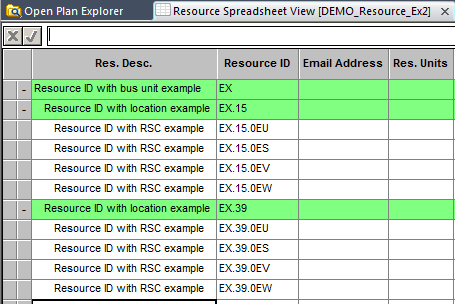 Open Plan Explorer Resource Spreadsheet View [DEMO_Resource_Ex2]
Res. Desc. Resource ID Email Address Res. Units
- Resource ID with bus unit example EX
- Resource ID with location example EX.15
Resource ID with RSC example EX.15.0EU
Resource ID with RSC example EX.15.0ES
Resource ID with RSC example EX.15.0EV
Resource ID with RSC example EX.15.0EW
- Resource ID with location example EX.39
Resource ID with RSC example EX.39.0EU
Resource ID with RSC example EX.39.0ES
Resource ID with RSC example EX.39.0EV
Resource ID with RSC example EX.39.0EW